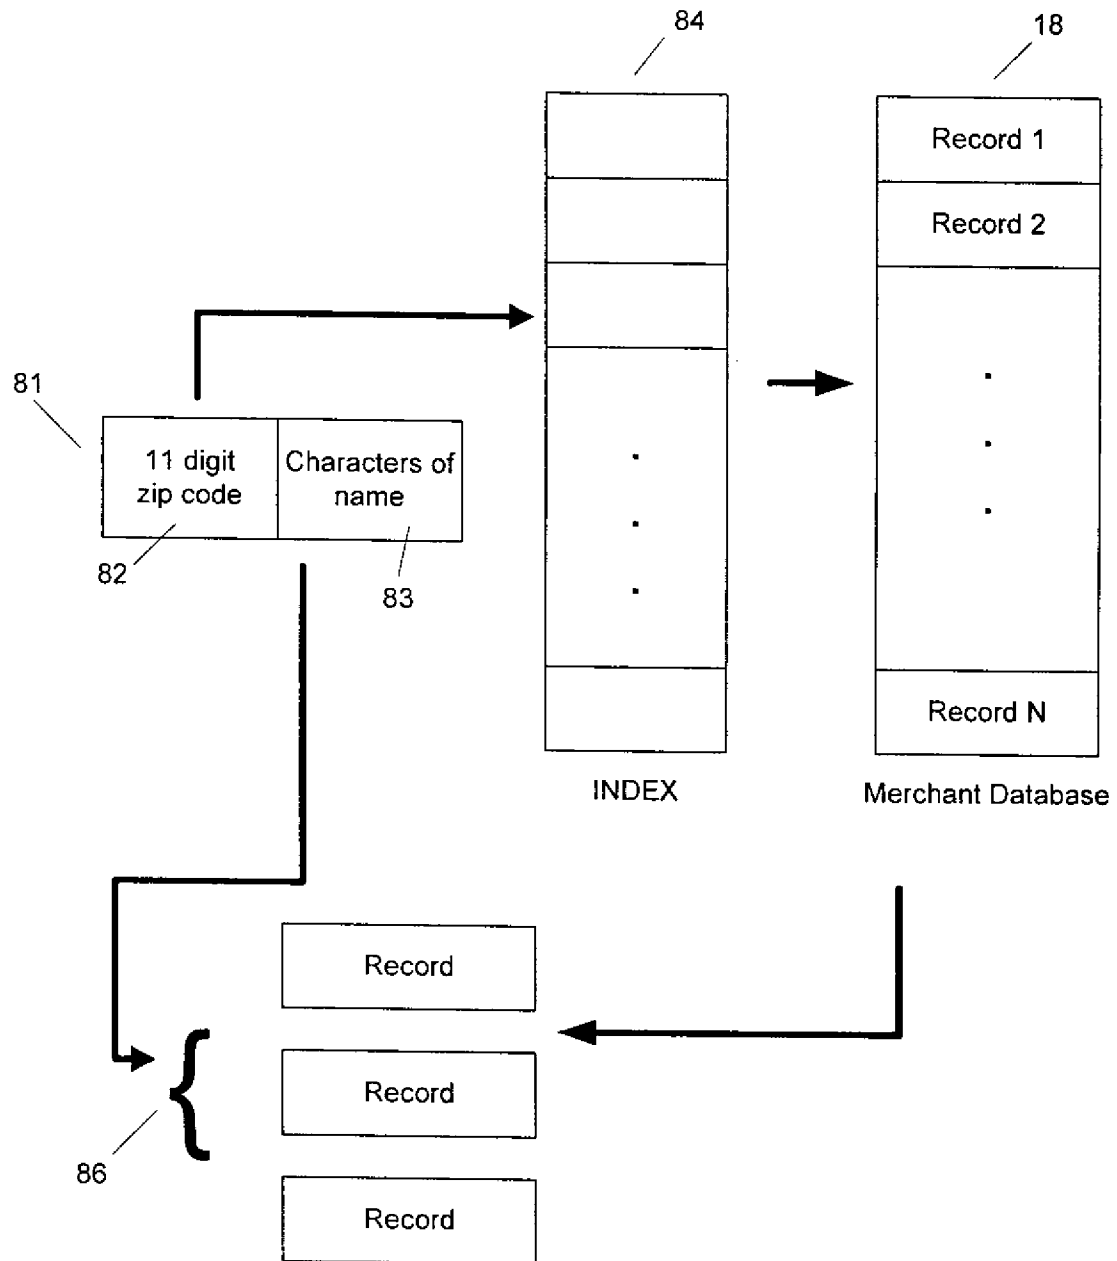 84
18
Record 1
Record 2
81
11 digit
zip code
Characters of
name
82
83
Record N
INDEX
Merchant Database
Record
Record
86
Record